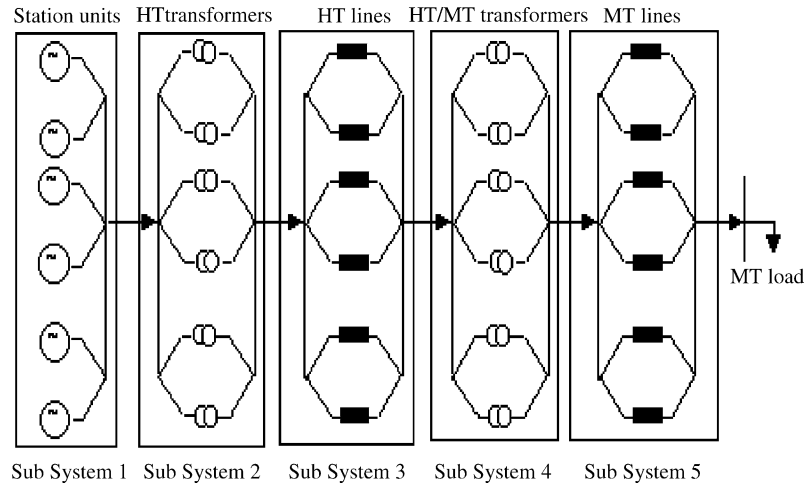 Station units
HTtransformers
HT lines
HT/MT transformers
MT lines
MT load
Sub System 1
Sub System 2
Sub System 3
Sub System 4
Sub System 5